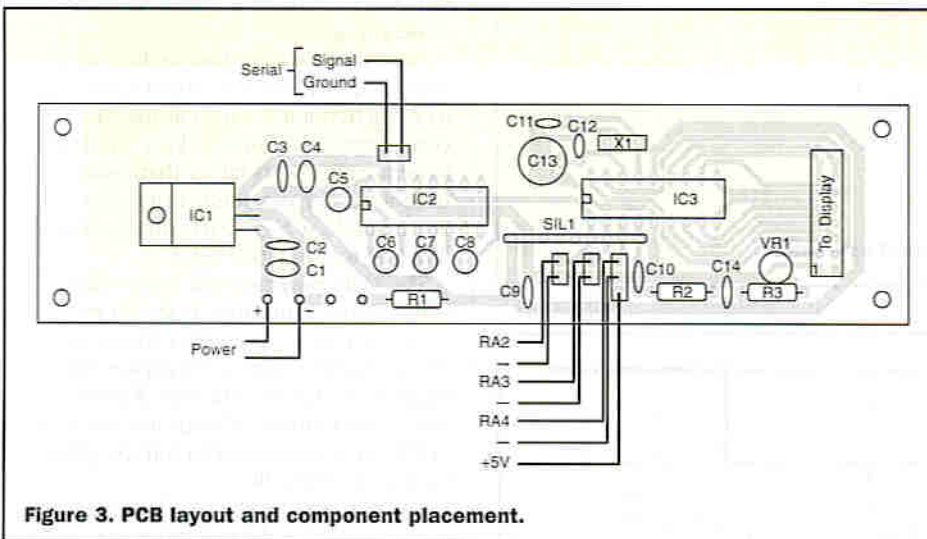 Serial
Signal
Ground
C11
C12
X1
C13
C3
C4
C5
IC1
IC2
IC3
To Display
1
SIL1
VR1
C2
C1
C6
C7
C8
C9
C10
C14
R1
R2
R3
+
–
Power
RA2
–
RA3
–
RA4
–
+5V
Figure 3. PCB layout and component placement.